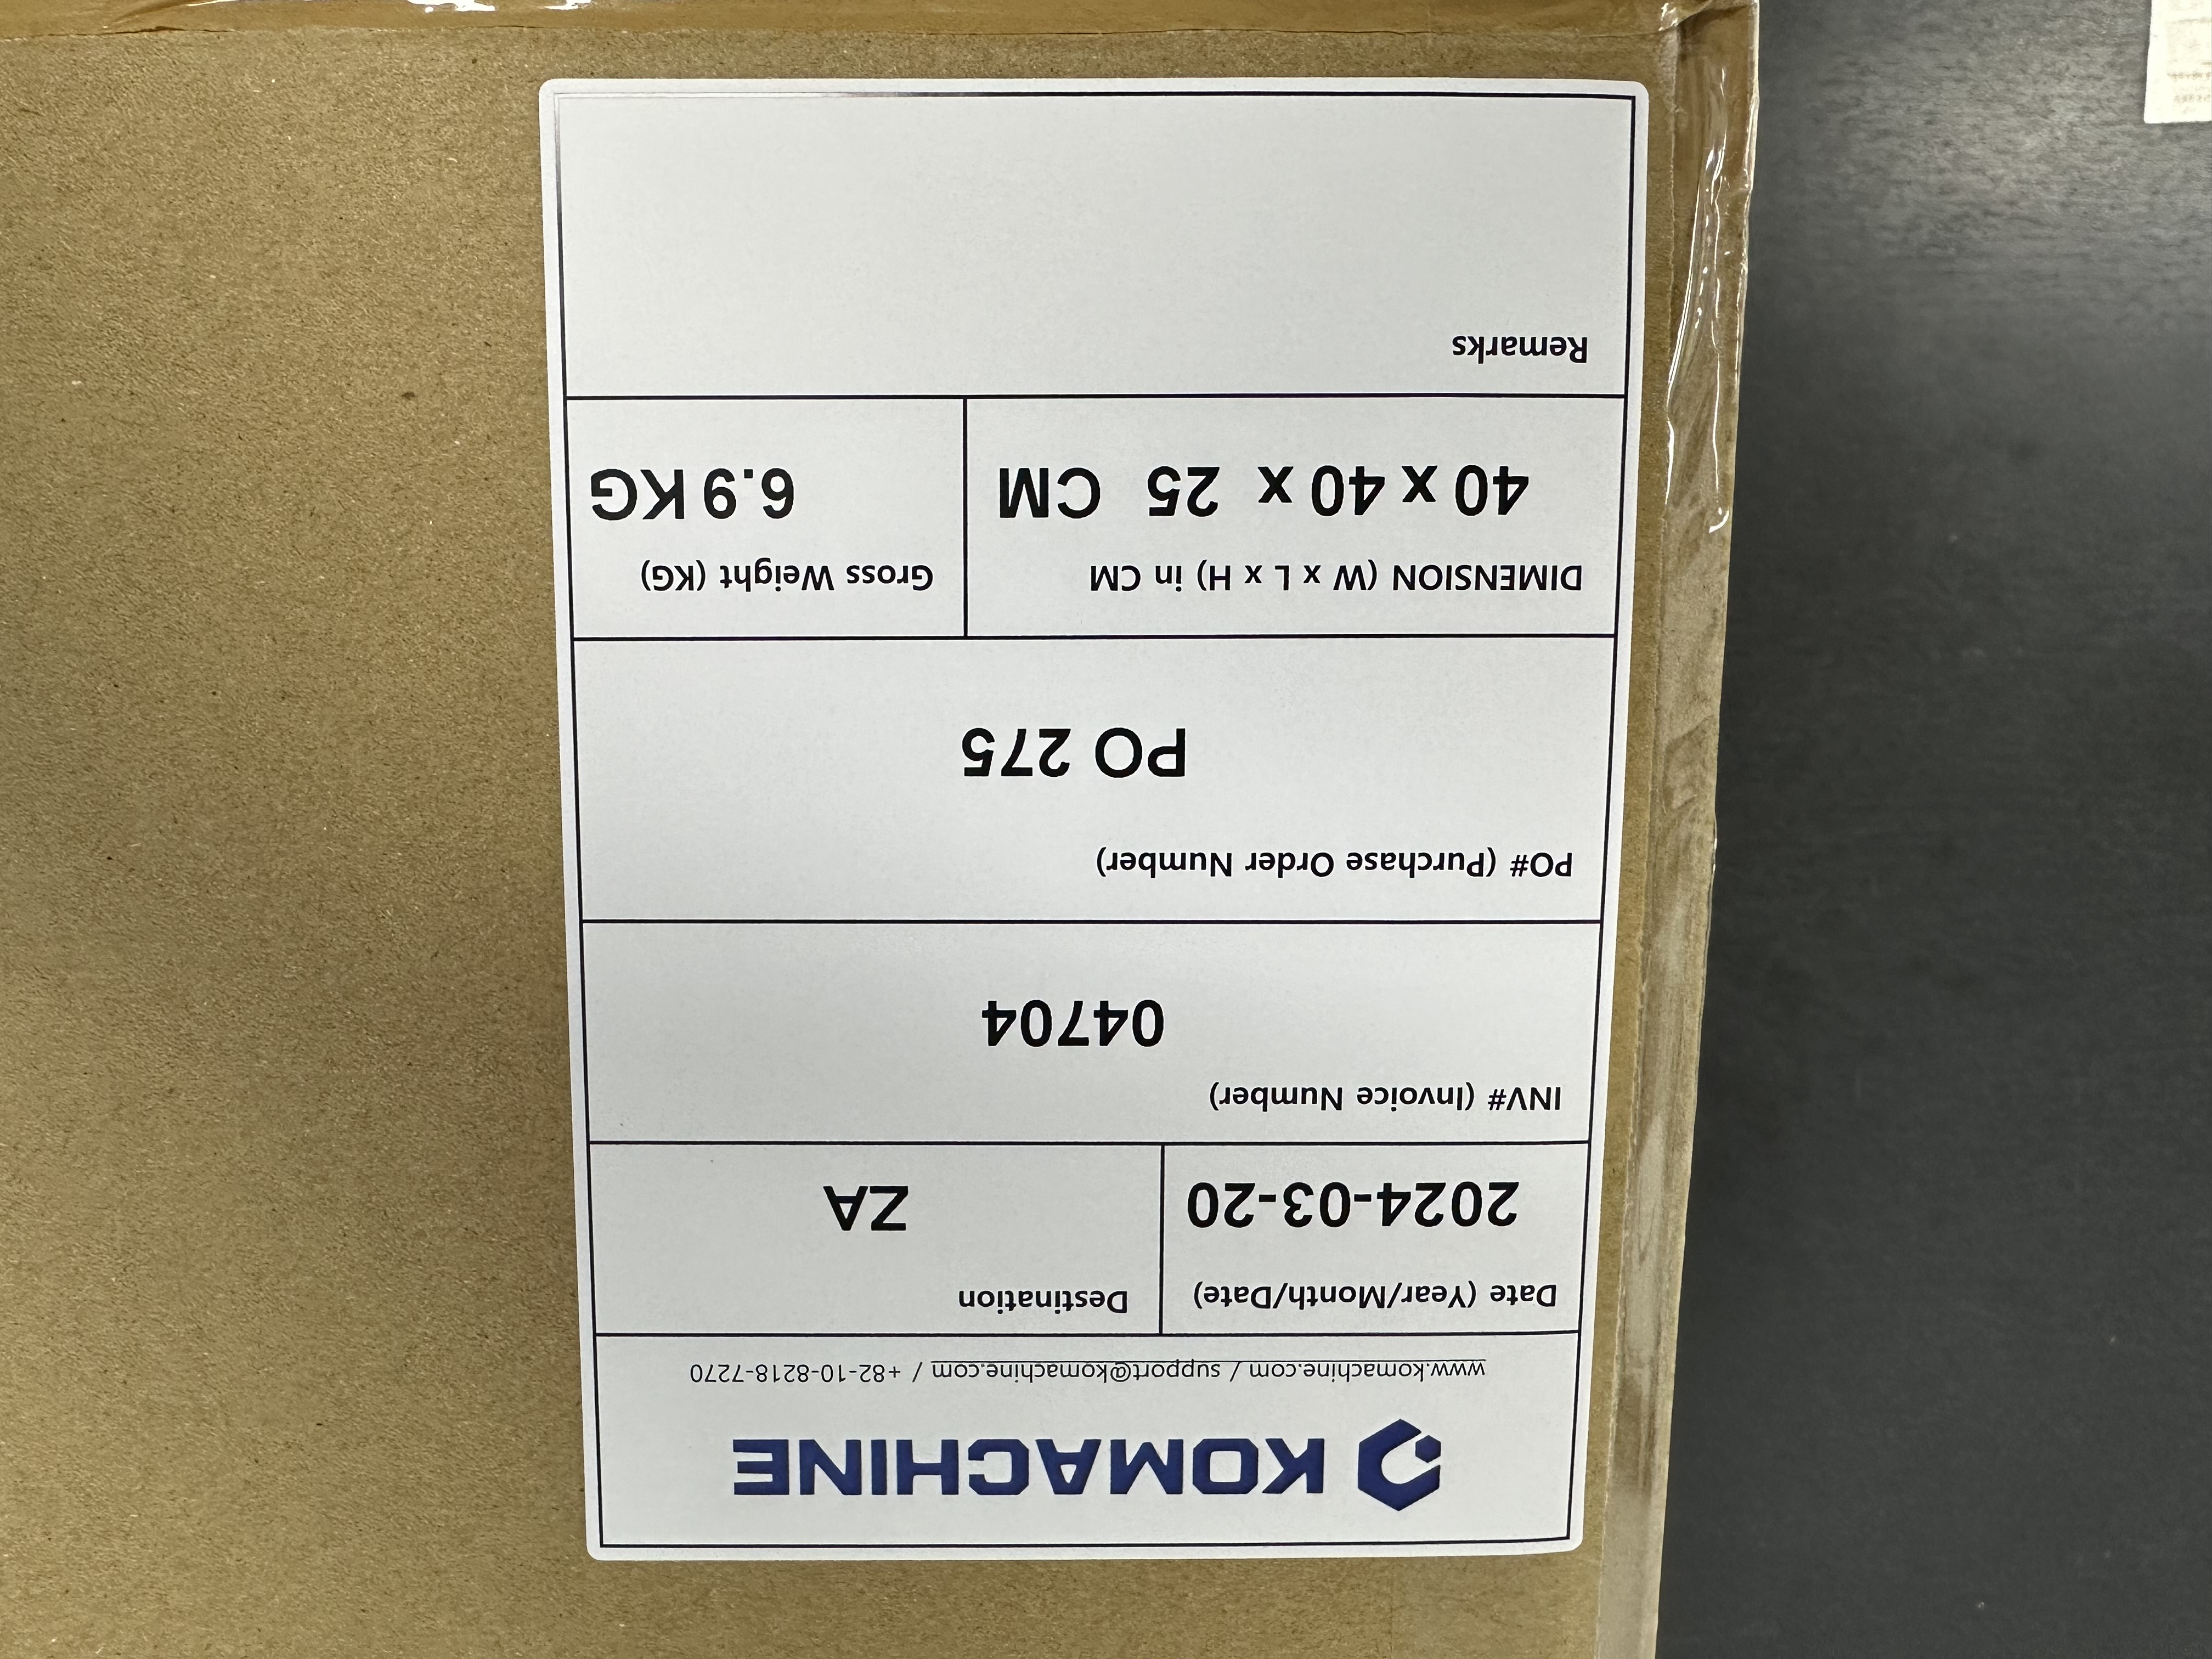 KOMACHINE
www.komachine.com / support@komachine.com / +82-10-8218-7270
Date (Year/Month/Date)
2024-03-20
Destination
ZA
INV# (Invoice Number)
04704
PO# (Purchase Order Number)
PO 275
DIMENSION (W x L x H) in CM
40 x 40 x 25 CM
Gross Weight (KG)
6.9 KG
Remarks